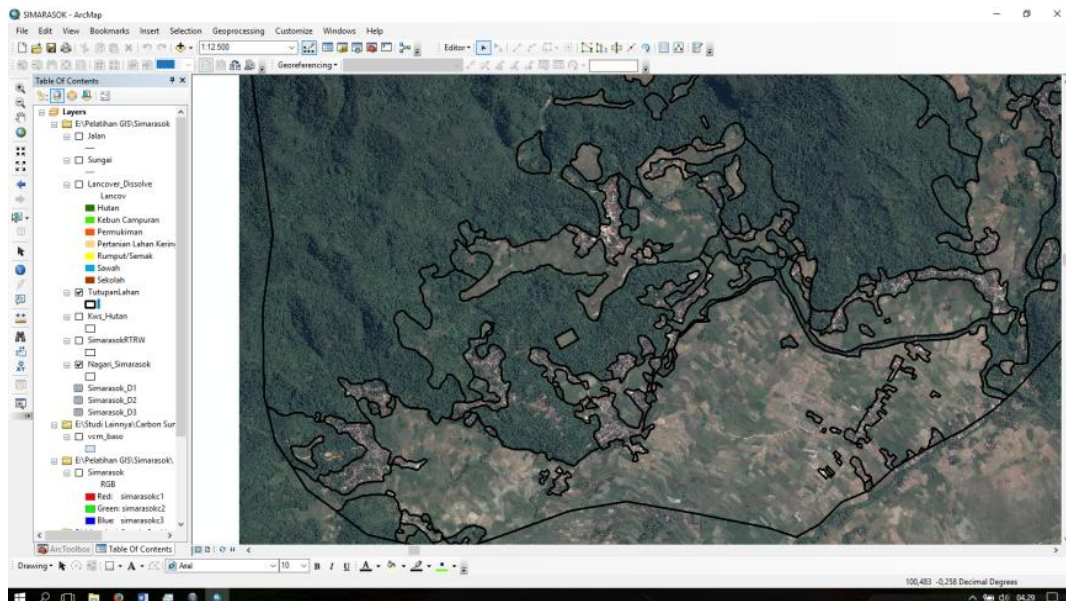 SIMARASOK - ArcMap
File Edit View Bookmarks Insert Selection Geoprocessing Customize Windows Help
1:12.500 Editor
Georeferencing
Table Of Contents
Layers
E:\Pelatihan GIS\Simarasok
Jalan
Sungai
Lancover_Dissolve
Lancov
Hutan
Kebun Campuran
Permukiman
Pertanian Lahan Kerin
Rumput/Semak
Sawah
Sekolah
TutupanLahan
Kws_Hutan
SimarasokRTRW
Nagari_Simarasok
Simarasok_D1
Simarasok_D2
Simarasok_D3
E:\Studi Lainnya\Carbon Sur
vcm_baso
E:\Pelatihan GIS\Simarasok\
Simarasok
RGB
Red: simarasokc1
Green: simarasokc2
Blue: simarasokc3
ArcToolbox Table Of Contents
Drawing Arial 10 B I U A
100,483 -0,258 Decimal Degrees
04.29